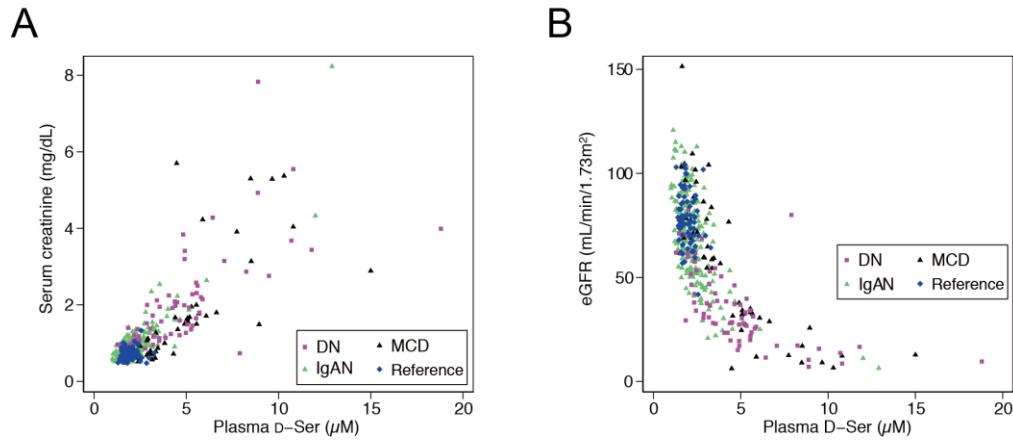 A
Serum creatinine (mg/dL)
8
6
4
2
0
DN
MCD
IgAN
Reference
0
5
10
15
20
Plasma D–Ser (μM)
B
eGFR (mL/min/1.73m²)
150
100
50
0
DN
MCD
IgAN
Reference
0
5
10
15
20
Plasma D–Ser (μM)